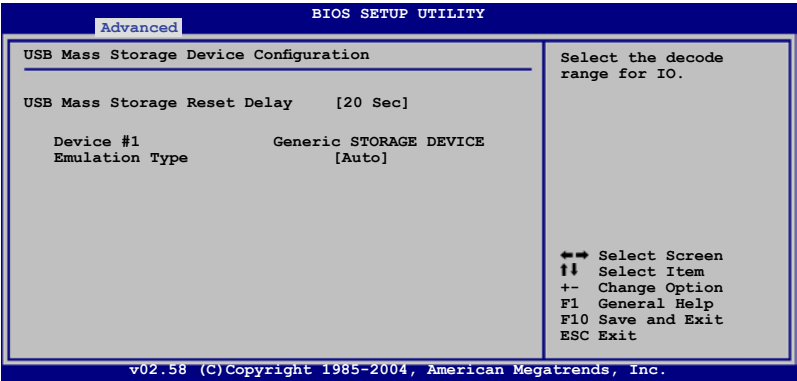 BIOS SETUP UTILITY
Advanced
USB Mass Storage Device Configuration
USB Mass Storage Reset Delay [20 Sec]
Device #1 Generic STORAGE DEVICE
Emulation Type [Auto]
Select the decode
range for IO.
←→ Select Screen
↑↓ Select Item
+- Change Option
F1 General Help
F10 Save and Exit
ESC Exit
v02.58 (C)Copyright 1985-2004, American Megatrends, Inc.